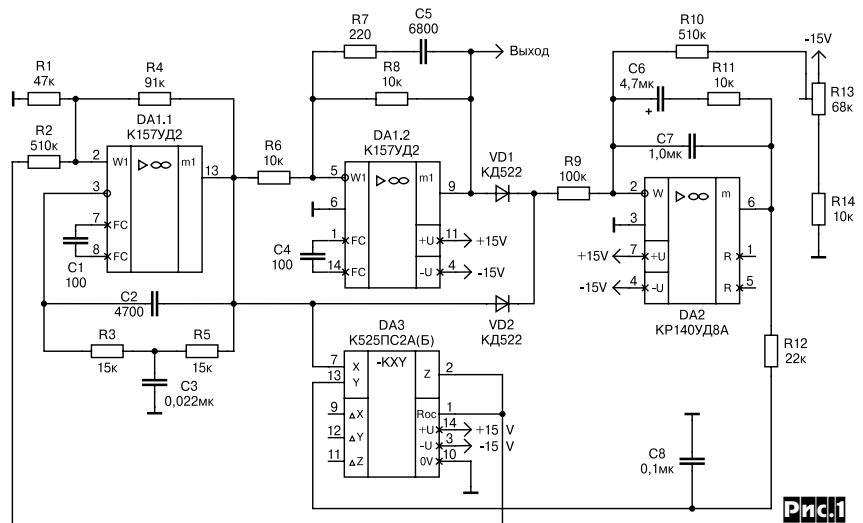 R7
220
C5
6800
Выход
R10
510к
-15V
R1
47к
R4
91к
R8
10к
C6
4,7мк
+
R11
10к
R13
68к
R2
510к
DA1.1
К157УД2
R6
10к
DA1.2
К157УД2
VD1
КД522
R9
100к
C7
1,0мк
2
W1
▷∞
m1
13
3
7
FC
8
FC
C1
100
5
W1
▷∞
m1
9
6
1
FC
+U
11
+15V
14
FC
-U
4
-15V
C4
100
2
W
▷∞
m
6
3
+15V
7
+U
R
1
-15V
4
-U
R
5
DA2
КР140УД8А
R14
10к
C2
4700
VD2
КД522
R3
15к
R5
15к
C3
0,022мк
DA3
К525ПС2А(Б)
R12
22к
7
X
-KXY
Z
2
13
Y
9
ΔX
Rос
1
12
ΔY
+U
14
+15 V
-U
3
-15 V
11
ΔZ
0V
10
C8
0,1мк
Рис.1